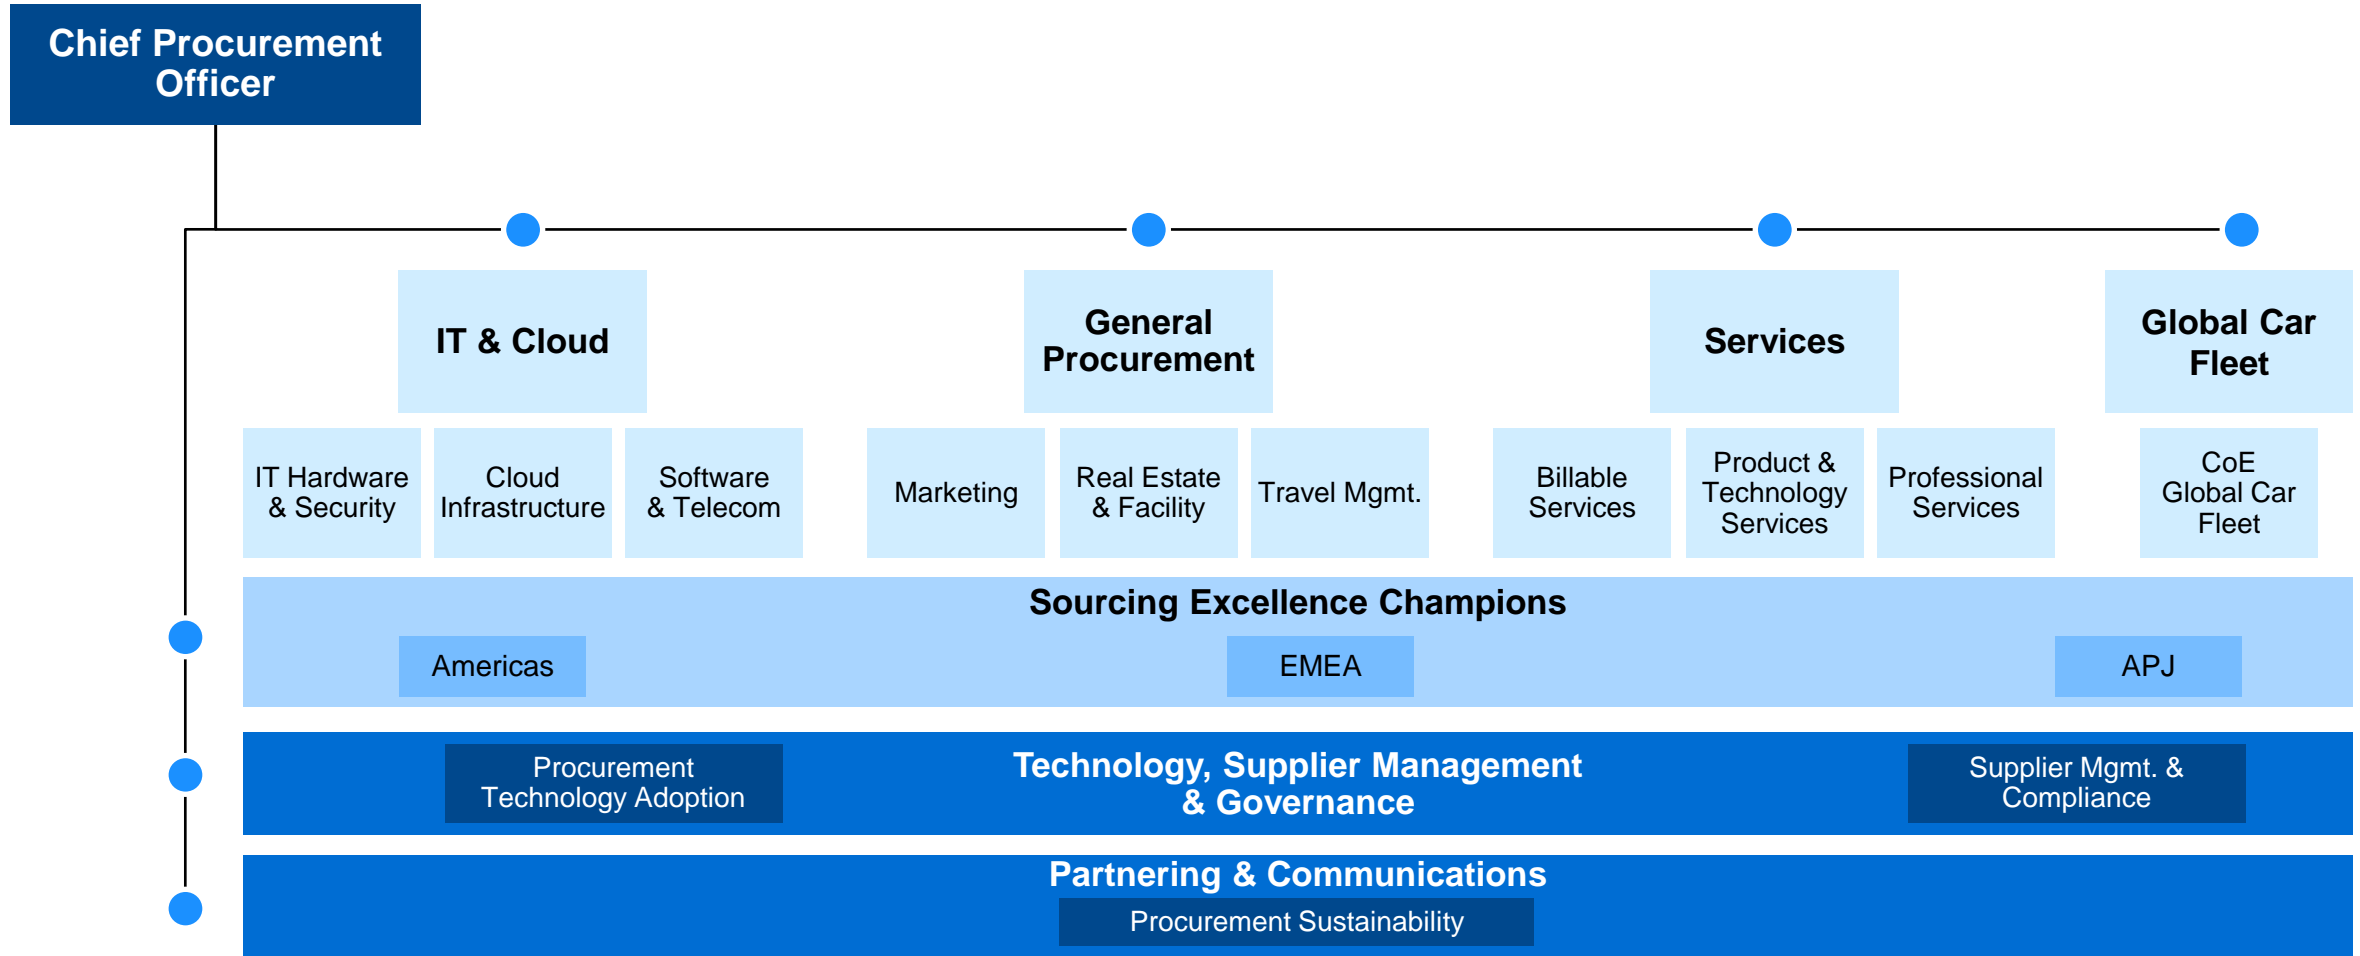 Chief Procurement
Officer
IT & Cloud
General
Procurement
Services
Global Car
Fleet
IT Hardware
& Security
Cloud
Infrastructure
Software
& Telecom
Marketing
Real Estate
& Facility
Travel Mgmt.
Billable
Services
Product &
Technology
Services
Professional
Services
CoE
Global Car
Fleet
Sourcing Excellence Champions
Americas
EMEA
APJ
Procurement
Technology Adoption
Technology, Supplier Management
& Governance
Supplier Mgmt. &
Compliance
Partnering & Communications
Procurement Sustainability